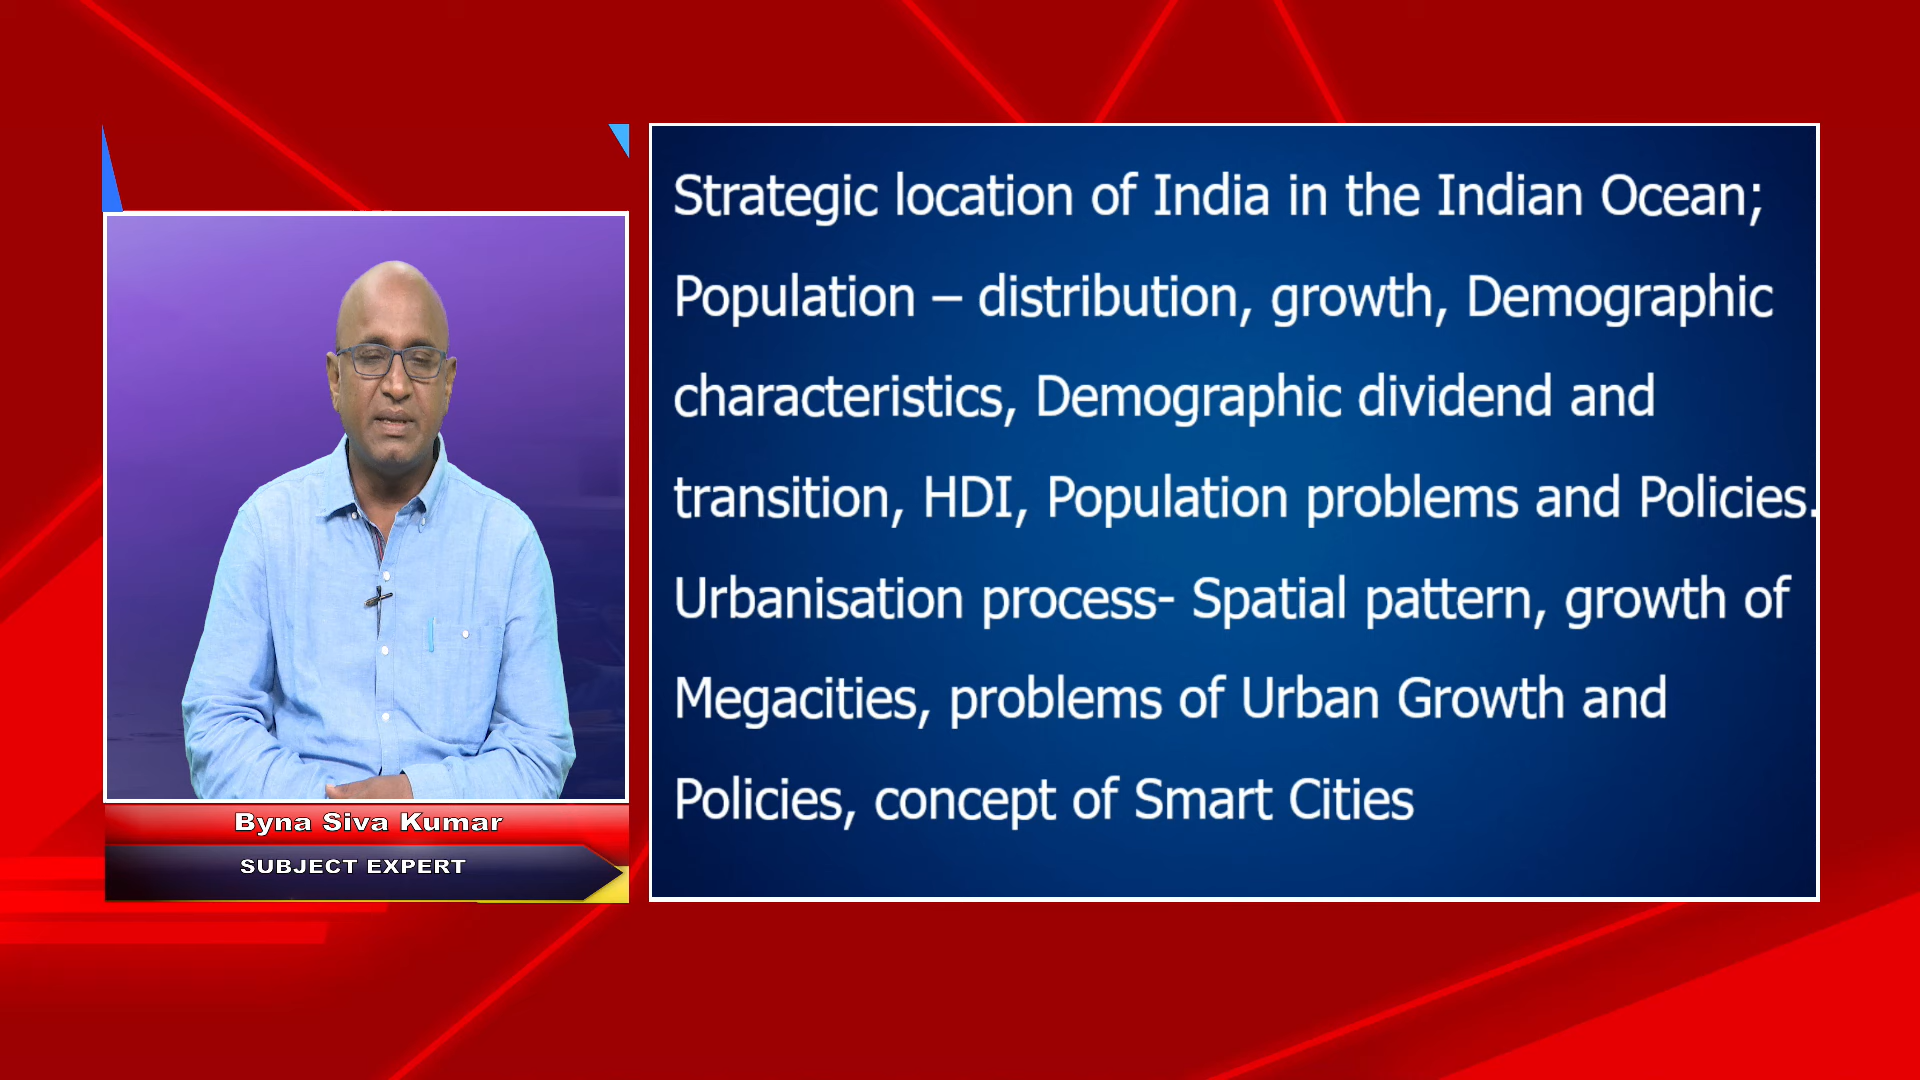 Strategic location of India in the Indian Ocean;
Population – distribution, growth, Demographic
characteristics, Demographic dividend and
transition, HDI, Population problems and Policies.
Urbanisation process- Spatial pattern, growth of
Megacities, problems of Urban Growth and
Policies, concept of Smart Cities
Byna Siva Kumar
SUBJECT EXPERT